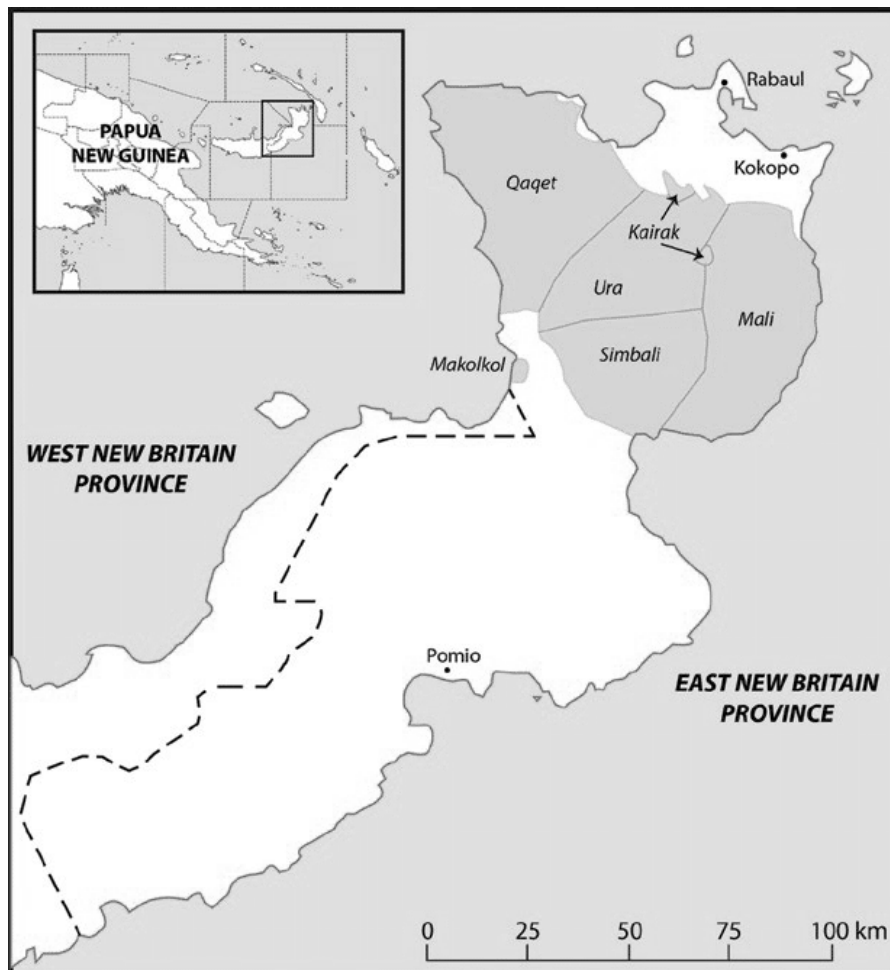 PAPUA
NEW GUINEA
Rabaul
Kokopo
Qaqet
Kairak
Ura
Mali
Simbali
Makolkol
WEST NEW BRITAIN
PROVINCE
Pomio
EAST NEW BRITAIN
PROVINCE
0 25 50 75 100 km